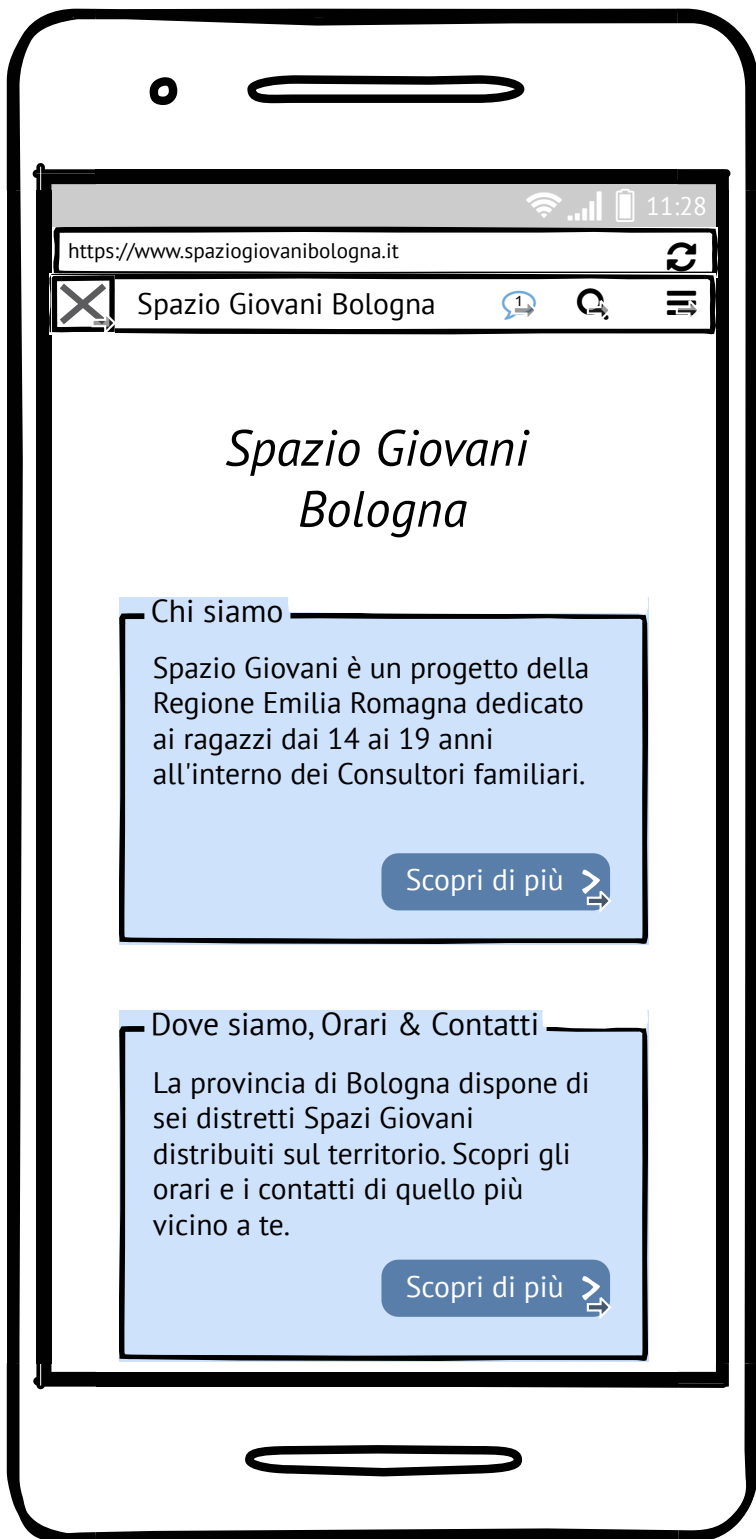 11:28
https://www.spaziogiovanibologna.it
Spazio Giovani Bologna
1
Spazio Giovani
Bologna
Chi siamo
Spazio Giovani è un progetto della
Regione Emilia Romagna dedicato
ai ragazzi dai 14 ai 19 anni
all'interno dei Consultori familiari.
Scopri di più
Dove siamo, Orari & Contatti
La provincia di Bologna dispone di
sei distretti Spazi Giovani
distribuiti sul territorio. Scopri gli
orari e i contatti di quello più
vicino a te.
Scopri di più